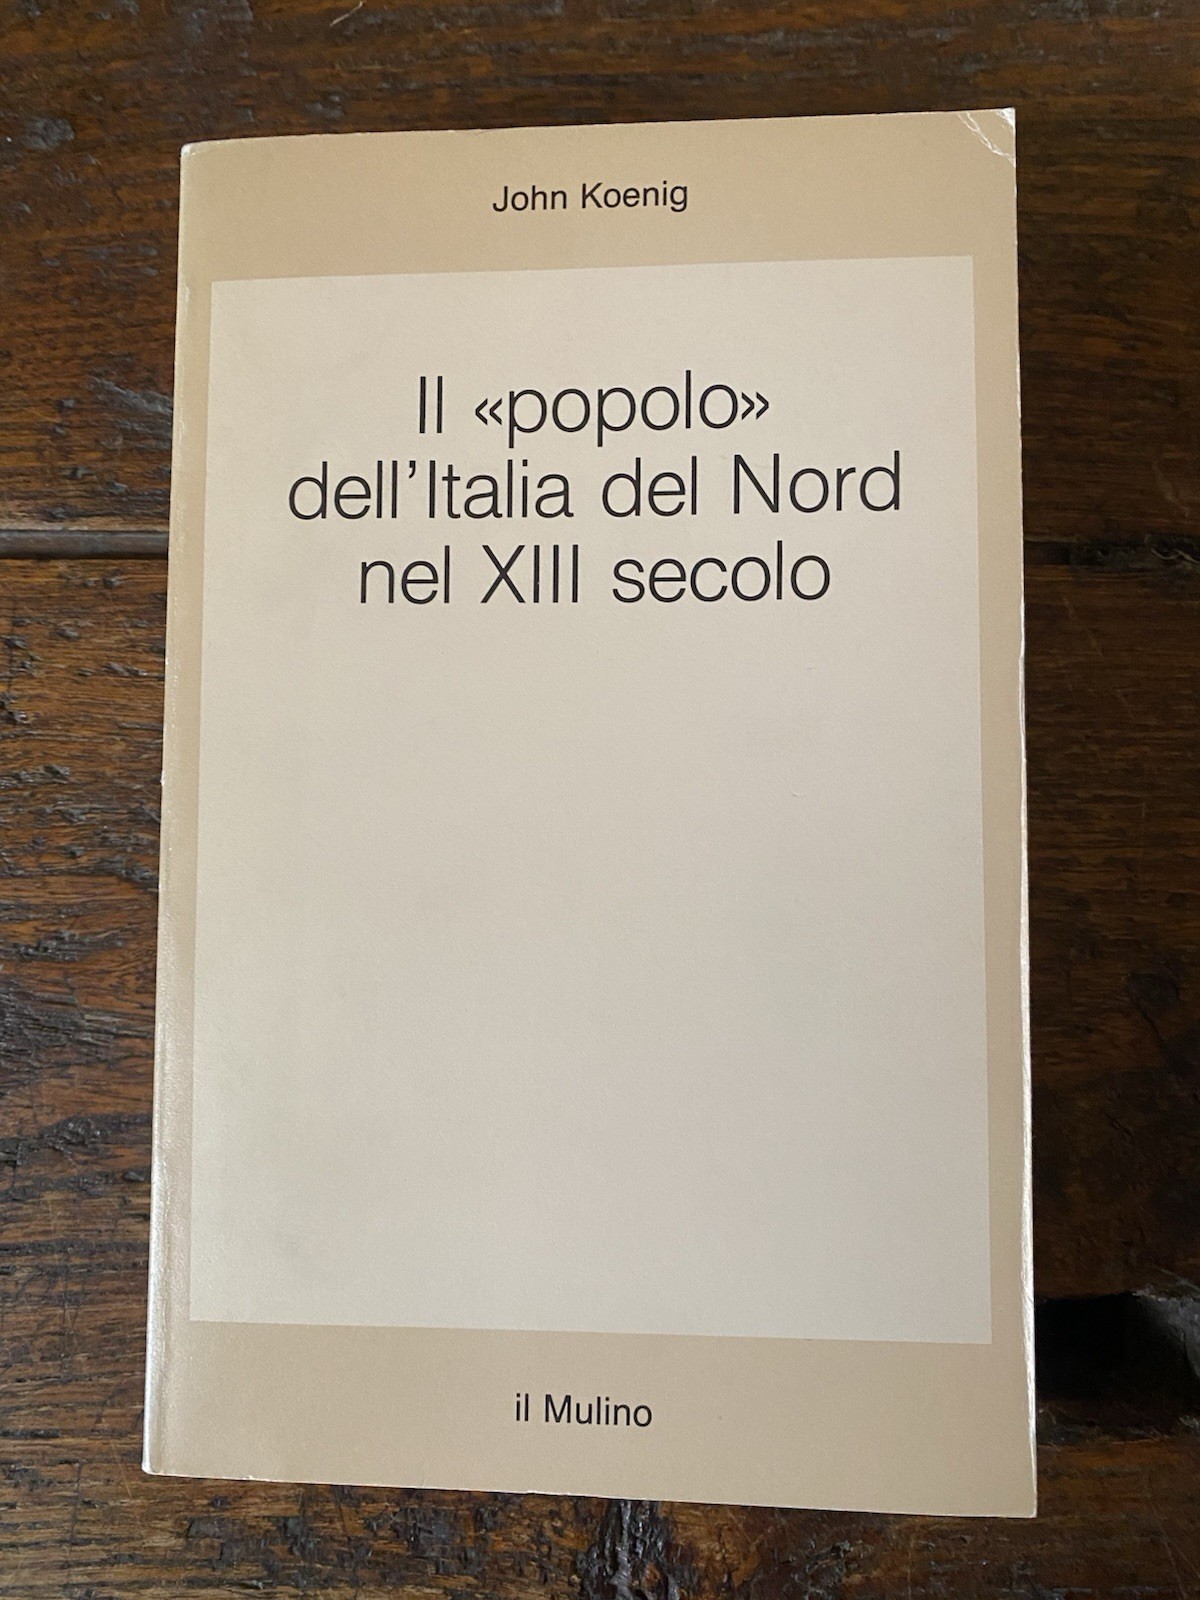 John Koenig
Il «popolo»
dell'Italia del Nord
nel XIII secolo
il Mulino